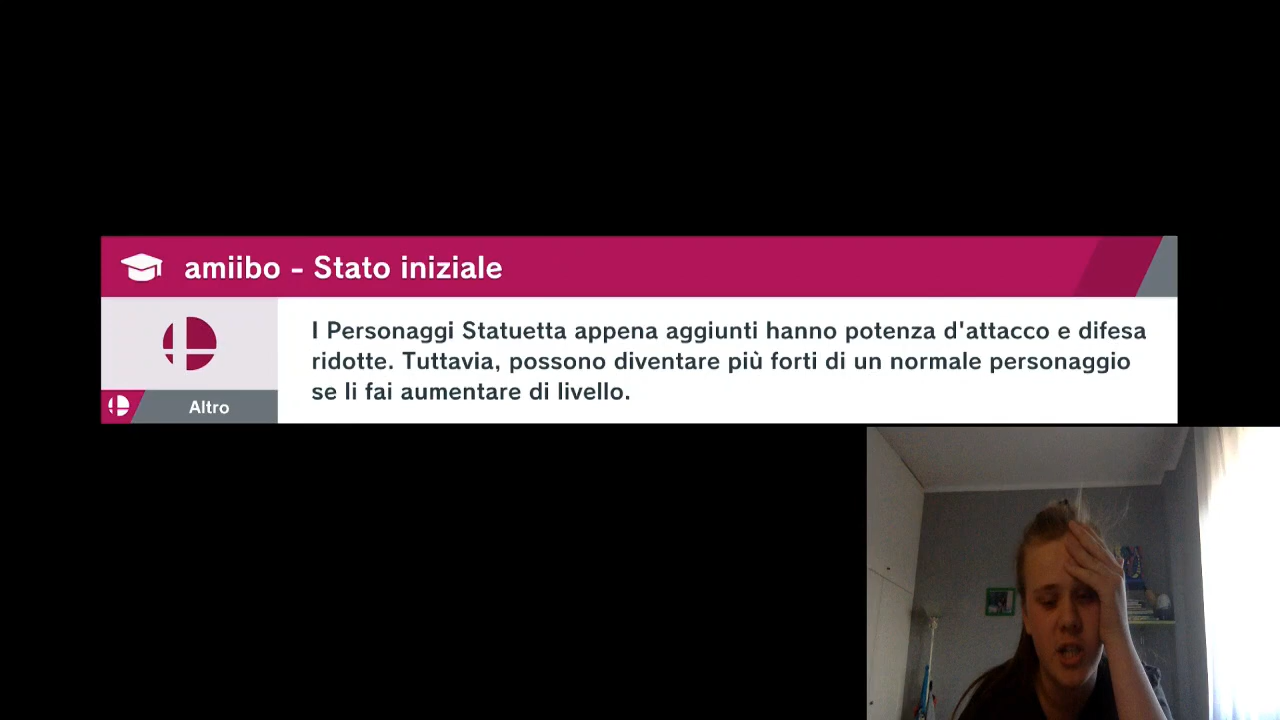 amiibo - Stato iniziale
I Personaggi Statuetta appena aggiunti hanno potenza d'attacco e difesa
ridotte. Tuttavia, possono diventare più forti di un normale personaggio
se li fai aumentare di livello.
Altro